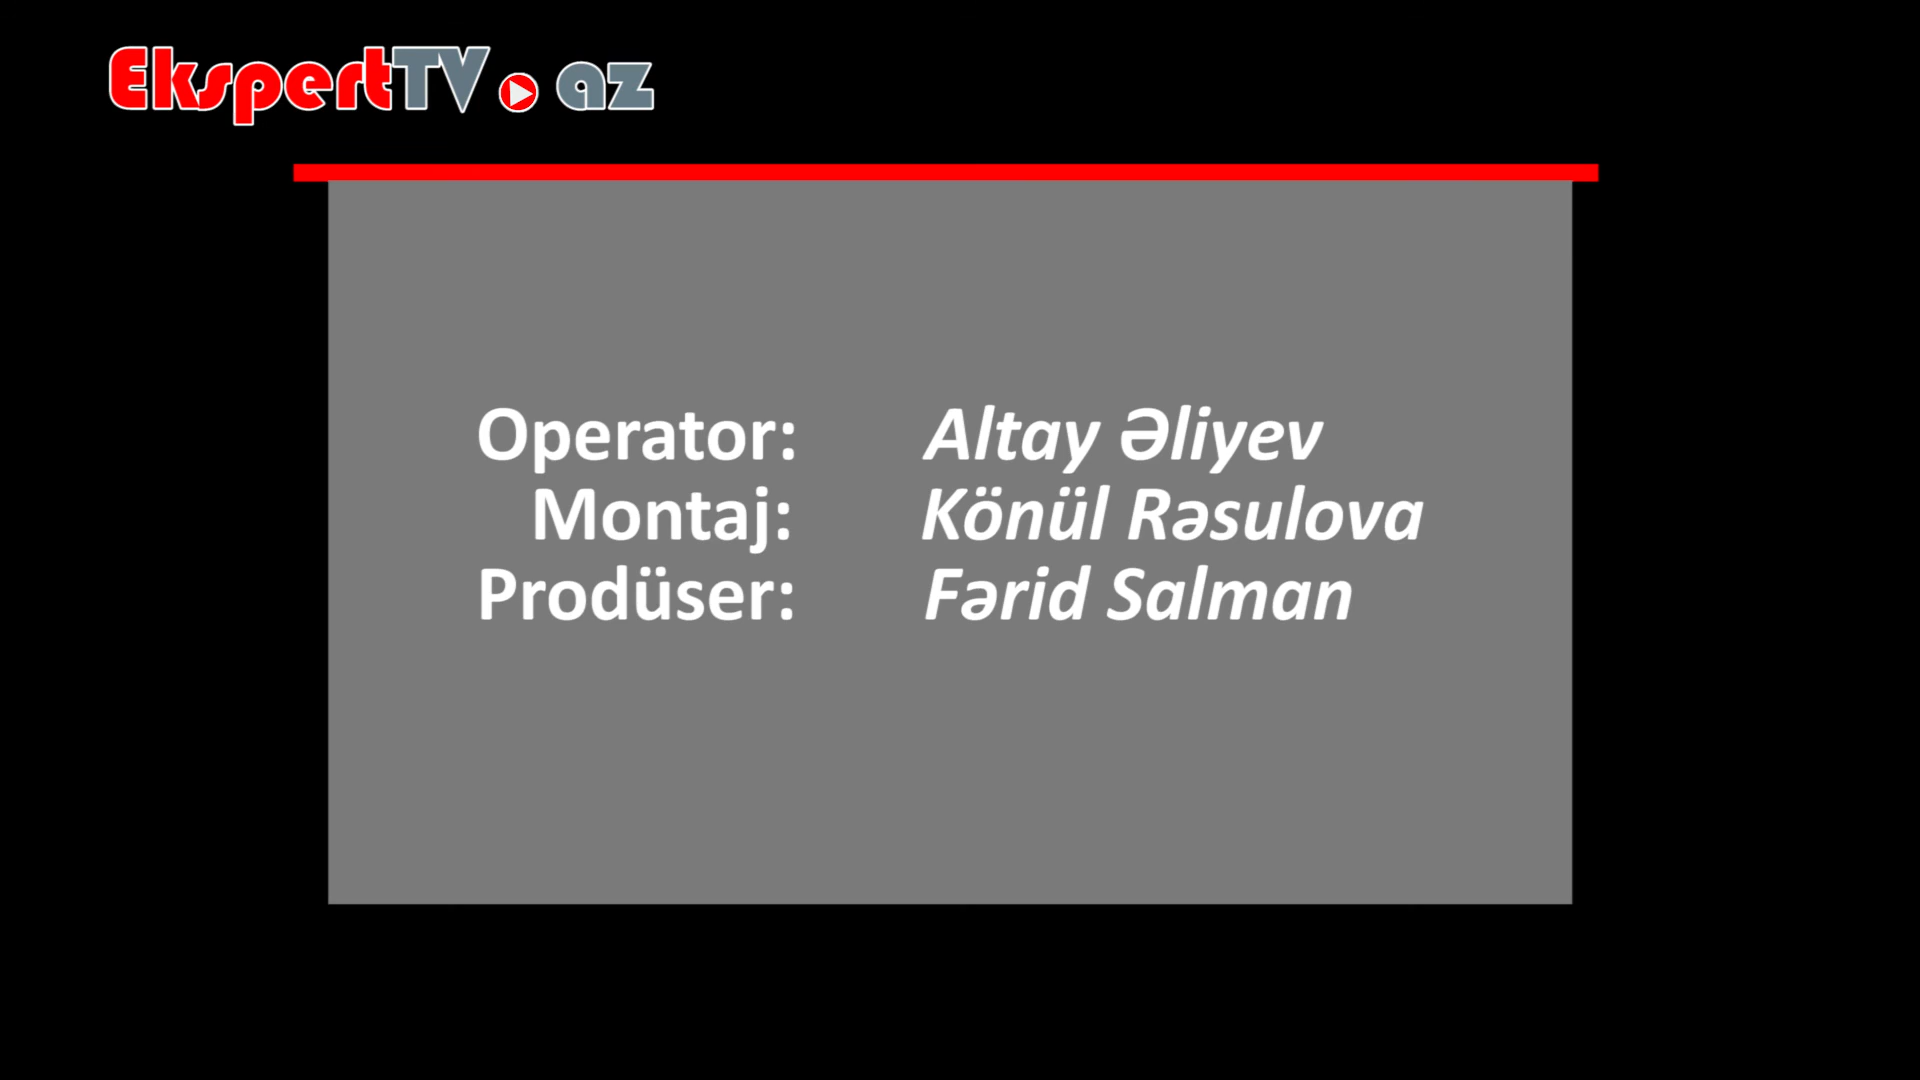 EkspertTV.az
Operator: Altay Əliyev
Montaj: Könül Rəsulova
Prodüser: Fərid Salman